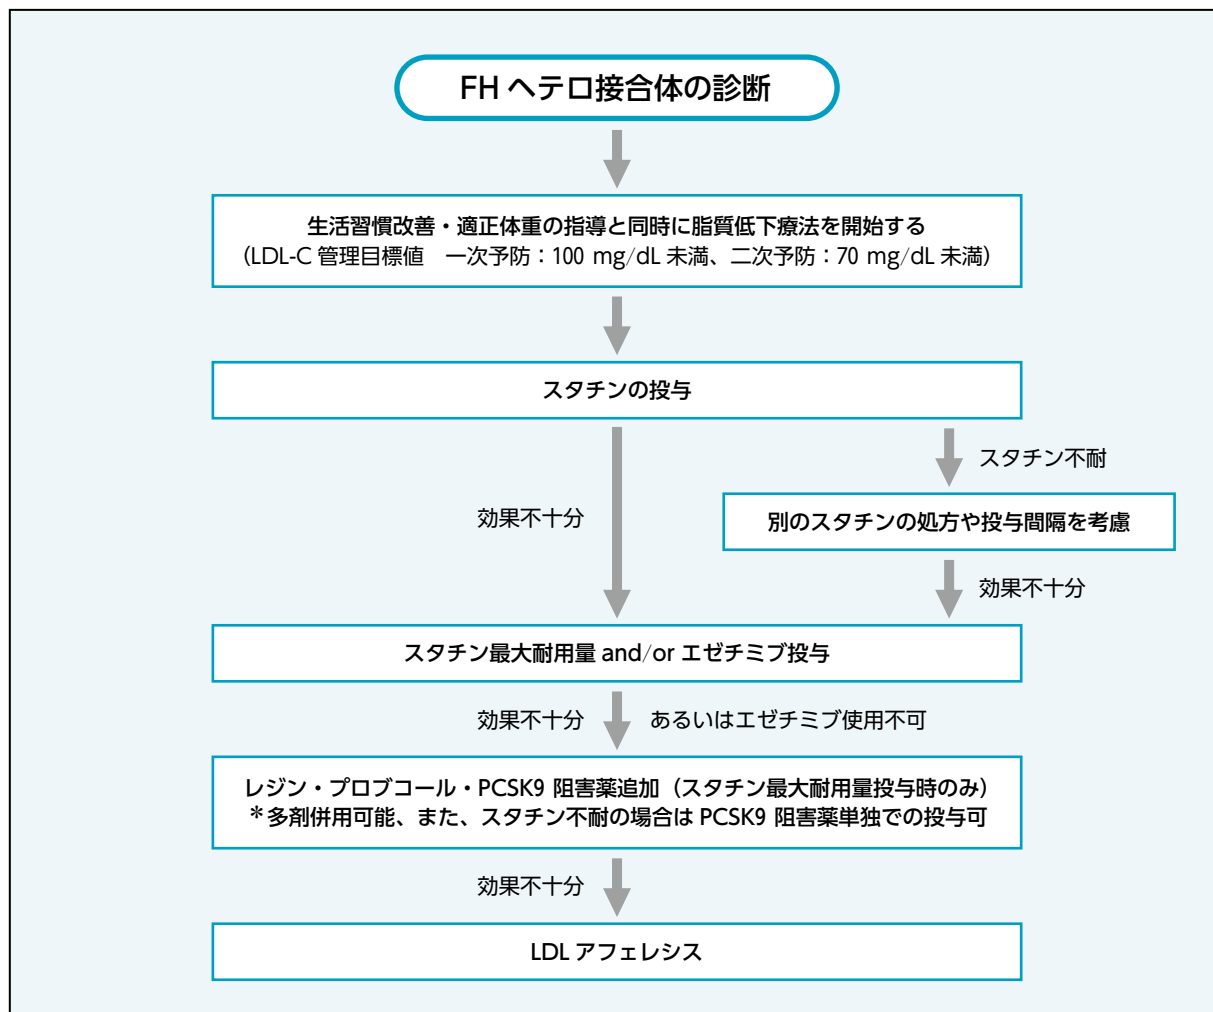 FH ヘテロ接合体の診断
生活習慣改善・適正体重の指導と同時に脂質低下療法を開始する
（LDL-C 管理目標値　一次予防：100 mg/dL 未満、二次予防：70 mg/dL 未満）
スタチンの投与
スタチン不耐
効果不十分
別のスタチンの処方や投与間隔を考慮
効果不十分
スタチン最大耐用量 and/or エゼチミブ投与
効果不十分　あるいはエゼチミブ使用不可
レジン・プロブコール・PCSK9 阻害薬追加（スタチン最大耐用量投与時のみ）
＊多剤併用可能、また、スタチン不耐の場合は PCSK9 阻害薬単独での投与可
効果不十分
LDL アフェレシス